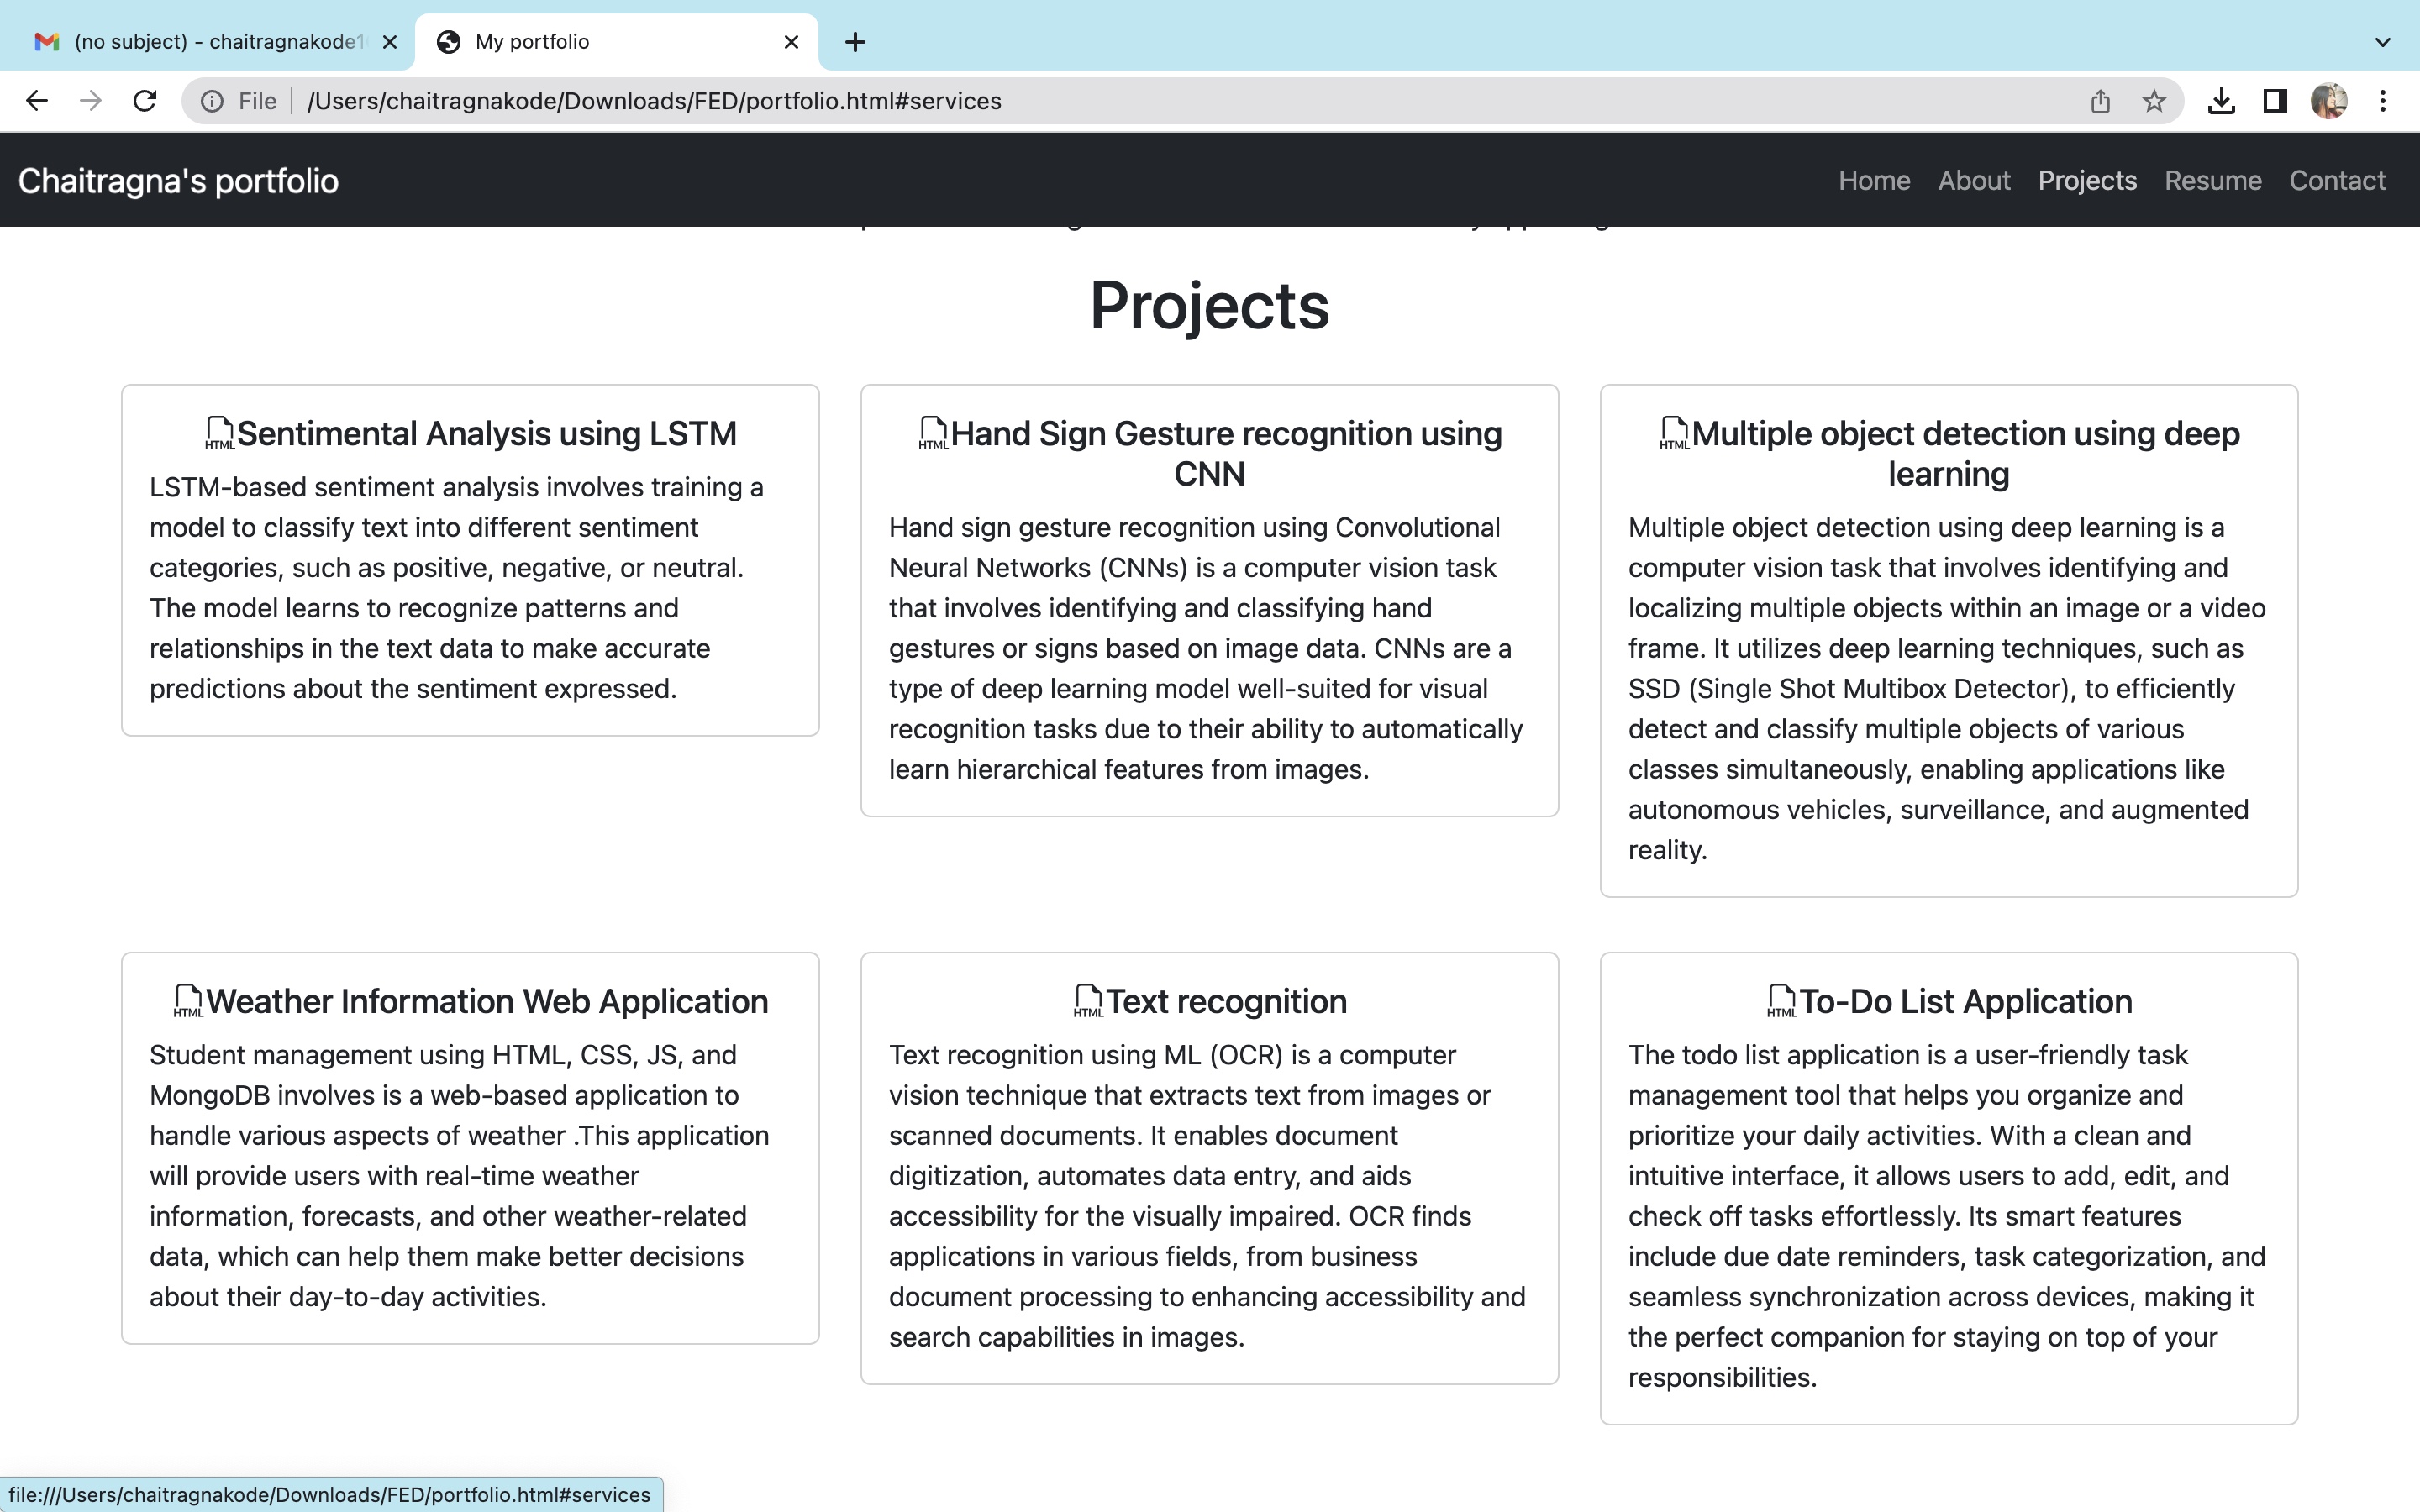 (no subject) - chaitragnakode1
My portfolio
File
/Users/chaitragnakode/Downloads/FED/portfolio.html#services
Chaitragna's portfolio
Home About Projects Resume Contact
Projects
HTML Sentimental Analysis using LSTM
LSTM-based sentiment analysis involves training a
model to classify text into different sentiment
categories, such as positive, negative, or neutral.
The model learns to recognize patterns and
relationships in the text data to make accurate
predictions about the sentiment expressed.
HTML Hand Sign Gesture recognition using
CNN
Hand sign gesture recognition using Convolutional
Neural Networks (CNNs) is a computer vision task
that involves identifying and classifying hand
gestures or signs based on image data. CNNs are a
type of deep learning model well-suited for visual
recognition tasks due to their ability to automatically
learn hierarchical features from images.
HTML Multiple object detection using deep
learning
Multiple object detection using deep learning is a
computer vision task that involves identifying and
localizing multiple objects within an image or a video
frame. It utilizes deep learning techniques, such as
SSD (Single Shot Multibox Detector), to efficiently
detect and classify multiple objects of various
classes simultaneously, enabling applications like
autonomous vehicles, surveillance, and augmented
reality.
HTML Weather Information Web Application
Student management using HTML, CSS, JS, and
MongoDB involves is a web-based application to
handle various aspects of weather .This application
will provide users with real-time weather
information, forecasts, and other weather-related
data, which can help them make better decisions
about their day-to-day activities.
HTML Text recognition
Text recognition using ML (OCR) is a computer
vision technique that extracts text from images or
scanned documents. It enables document
digitization, automates data entry, and aids
accessibility for the visually impaired. OCR finds
applications in various fields, from business
document processing to enhancing accessibility and
search capabilities in images.
HTML To-Do List Application
The todo list application is a user-friendly task
management tool that helps you organize and
prioritize your daily activities. With a clean and
intuitive interface, it allows users to add, edit, and
check off tasks effortlessly. Its smart features
include due date reminders, task categorization, and
seamless synchronization across devices, making it
the perfect companion for staying on top of your
responsibilities.
file:///Users/chaitragnakode/Downloads/FED/portfolio.html#services